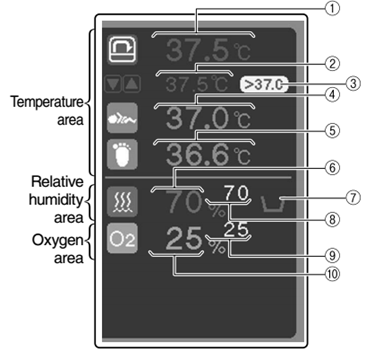 ①
37.5 °C
②
37.5 °C
>37.0
③
④
Temperature
area
37.0 °C
⑤
36.6 °C
⑥
Relative
humidity
area
70 %
70
⑦
⑧
Oxygen
area
O2
25 %
25
⑨
⑩